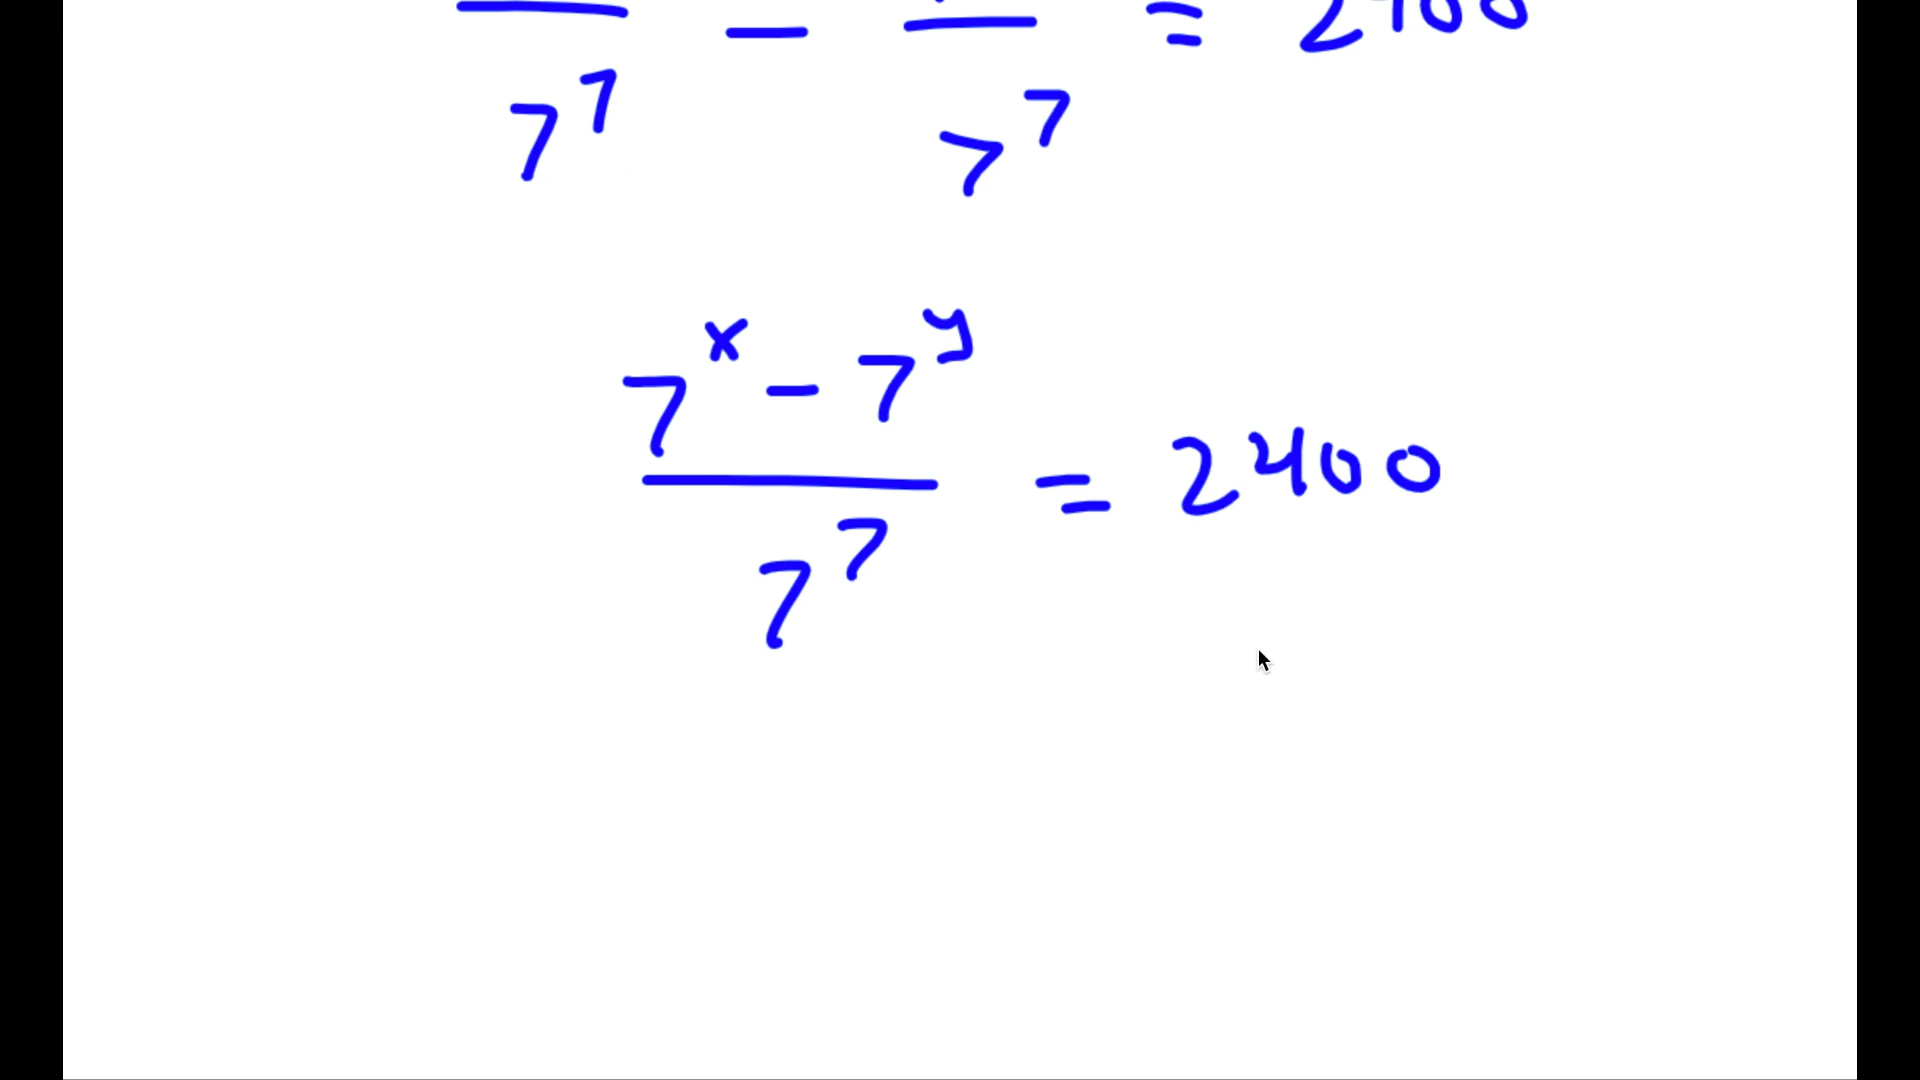 — − — = 2400
7^7 7^7
7^x − 7^y
—
7^7
= 2400